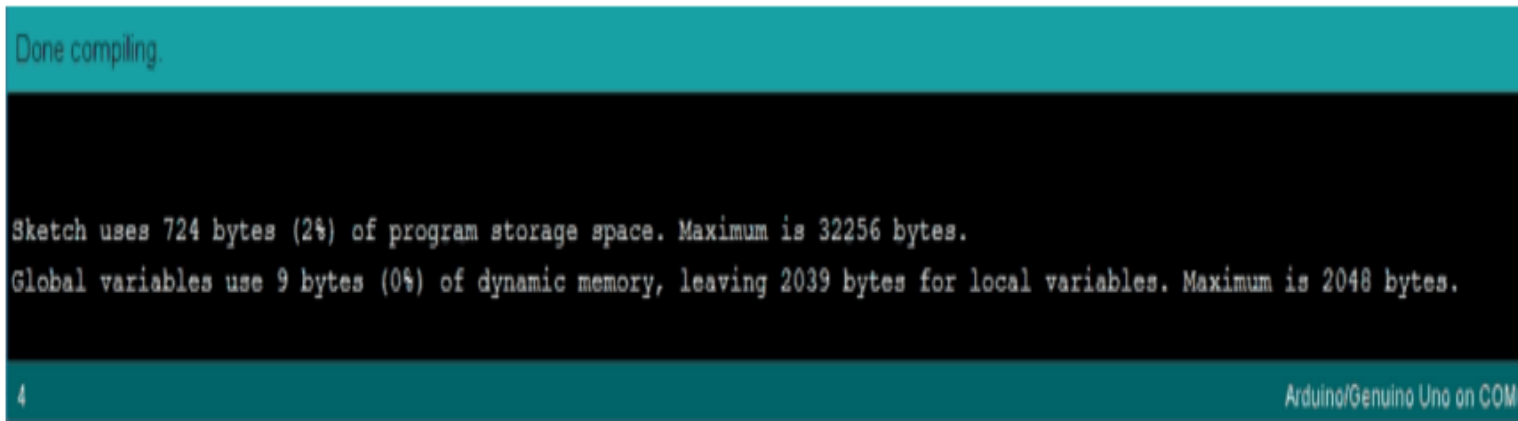 Done compiling.
Sketch uses 724 bytes (2%) of program storage space. Maximum is 32256 bytes.
Global variables use 9 bytes (0%) of dynamic memory, leaving 2039 bytes for local variables. Maximum is 2048 bytes.
4
Arduino/Genuino Uno on COM